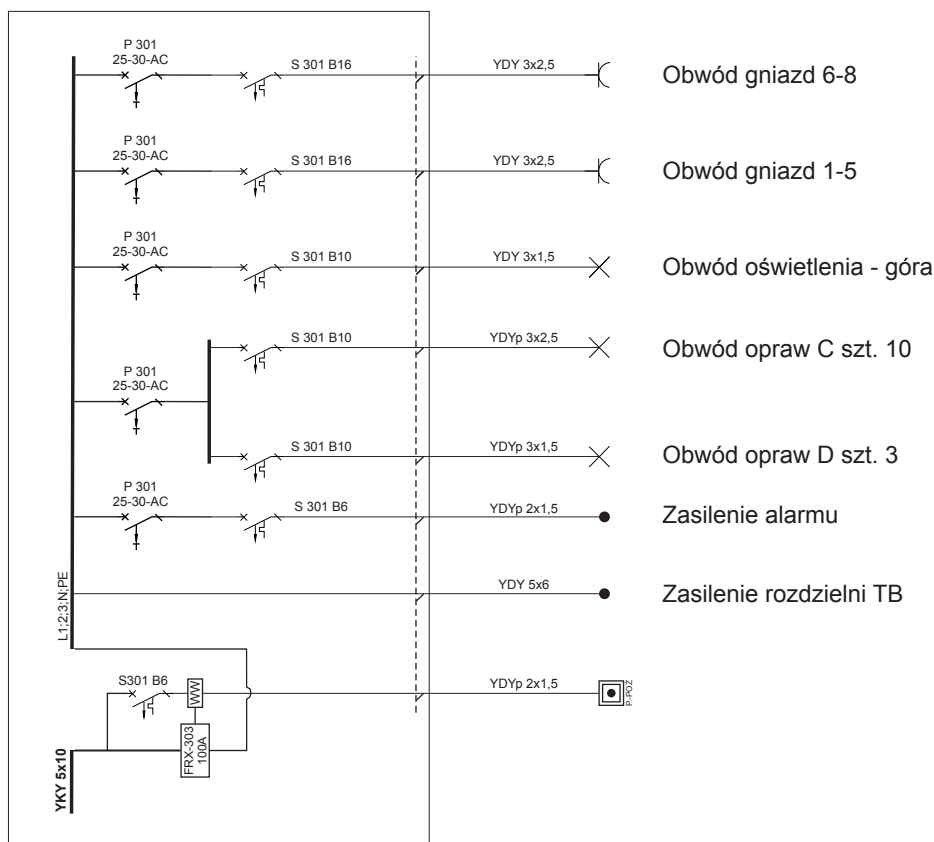 P 301
25-30-AC
S 301 B16
YDY 3x2,5
Obwód gniazd 6-8
P 301
25-30-AC
S 301 B16
YDY 3x2,5
Obwód gniazd 1-5
P 301
25-30-AC
S 301 B10
YDY 3x1,5
Obwód oświetlenia - góra
S 301 B10
YDYp 3x2,5
Obwód opraw C szt. 10
P 301
25-30-AC
S 301 B10
YDYp 3x1,5
Obwód opraw D szt. 3
P 301
25-30-AC
S 301 B6
YDYp 2x1,5
Zasilenie alarmu
L1;2;3;N;PE
YDY 5x6
Zasilenie rozdzielni TB
S301 B6
WW
YDYp 2x1,5
P.-POŻ
FRX-303
100A
YKY 5x10